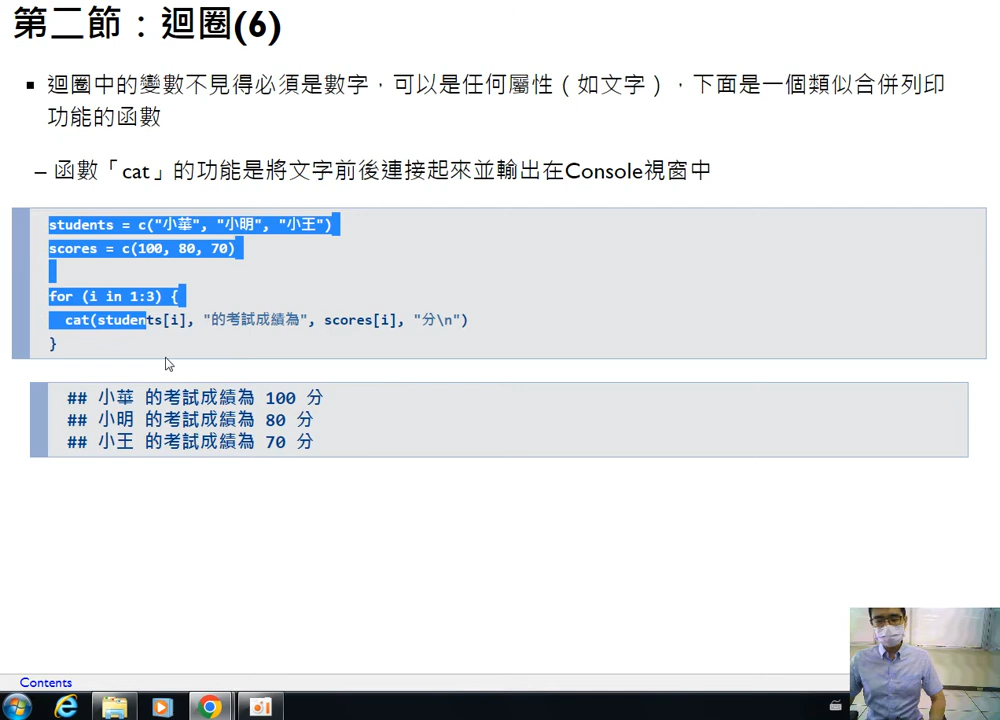 第二節：迴圈(6)
迴圈中的變數不見得必須是數字，可以是任何屬性（如文字），下面是一個類似合併列印
功能的函數
– 函數「cat」的功能是將文字前後連接起來並輸出在Console視窗中
students = c("小華", "小明", "小王")
scores = c(100, 80, 70)
for (i in 1:3) {
cat(students[i], "的考試成績為", scores[i], "分\n")
}
## 小華 的考試成績為 100 分
## 小明 的考試成績為 80 分
## 小王 的考試成績為 70 分
Contents